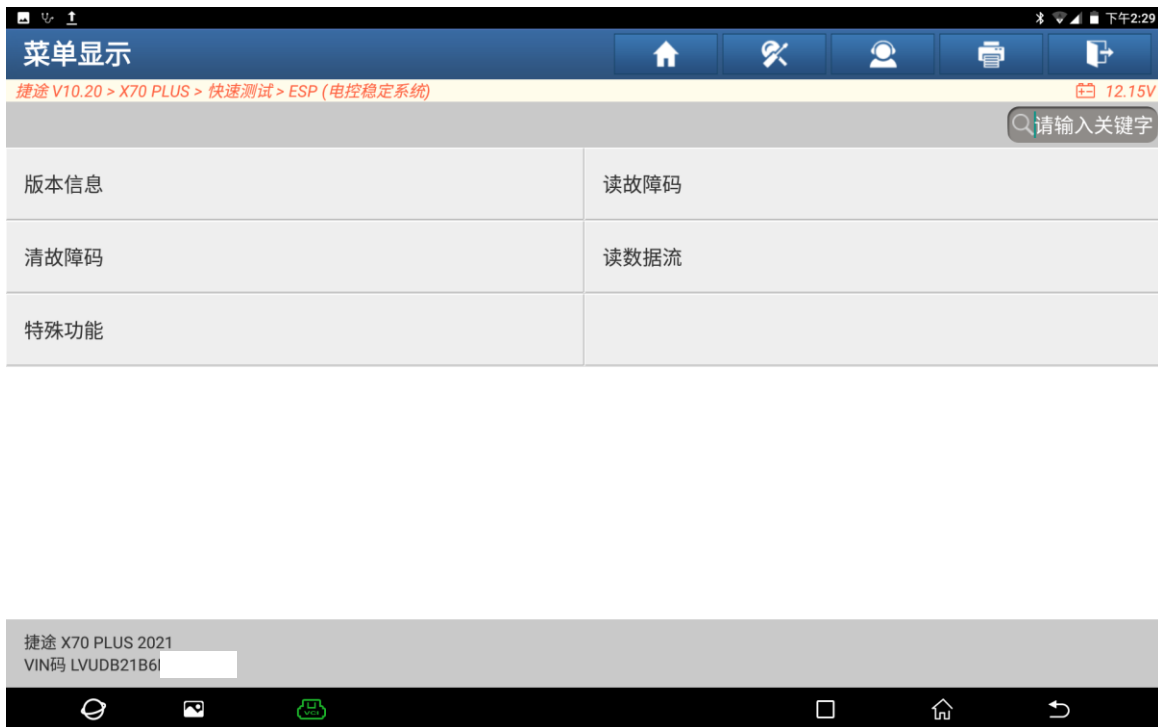 下午2:29
菜单显示
捷途 V10.20 > X70 PLUS > 快速测试 > ESP (电控稳定系统)
12.15V
请输入关键字
版本信息
读故障码
清故障码
读数据流
特殊功能
捷途 X70 PLUS 2021
VIN码 LVUDB21B6
VCI